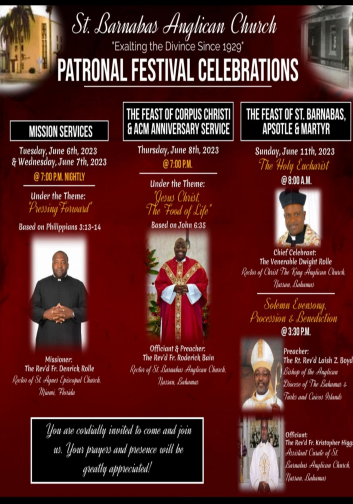 St. Barnabas Anglican Church
"Exalting the Divince Since 1929"
PATRONAL FESTIVAL CELEBRATIONS
MISSION SERVICES
Tuesday, June 6th, 2023
& Wednesday, June 7th, 2023
@ 7:00 P.M. NIGHTLY
Under the Theme:
"Pressing Forward"
Based on Philippians 3:13-14
Missioner:
The Rev'd Fr. Denrick Rolle
Rector of St. Agnes Episcopal Church,
Miami, Florida
THE FEAST OF CORPUS CHRISTI
& ACM ANNIVERSARY SERVICE
Thursday, June 8th, 2023
@ 7:00 P.M.
Under the Theme:
"Jesus Christ,
The Food of Life"
Based on John 6:35
Officiant & Preacher:
The Rev'd Fr. Roderick Bain
Rector of St. Barnabas Anglican Church,
Nassau, Bahamas
THE FEAST OF ST. BARNABAS,
APSOTLE & MARTYR
Sunday, June 11th, 2023
The Holy Eucharist
@ 8:00 A.M.
Chief Celebrant:
The Venerable Dwight Rolle
Rector of Christ The King Anglican Church,
Nassau, Bahamas
Solemn Evensong,
Procession & Benediction
@ 3:30 P.M.
Preacher:
The Rt. Rev'd Laish Z. Boyd
Bishop of the Anglican
Diocese of The Bahamas &
Turks and Caicos Islands
Officiant:
The Rev'd Fr. Kristopher Higg
Assistant Curate of St.
Barnabas Anglican Church,
Nassau, Bahamas
You are cordially invited to come and join
us. Your prayers and presence will be
greatly appreciated!